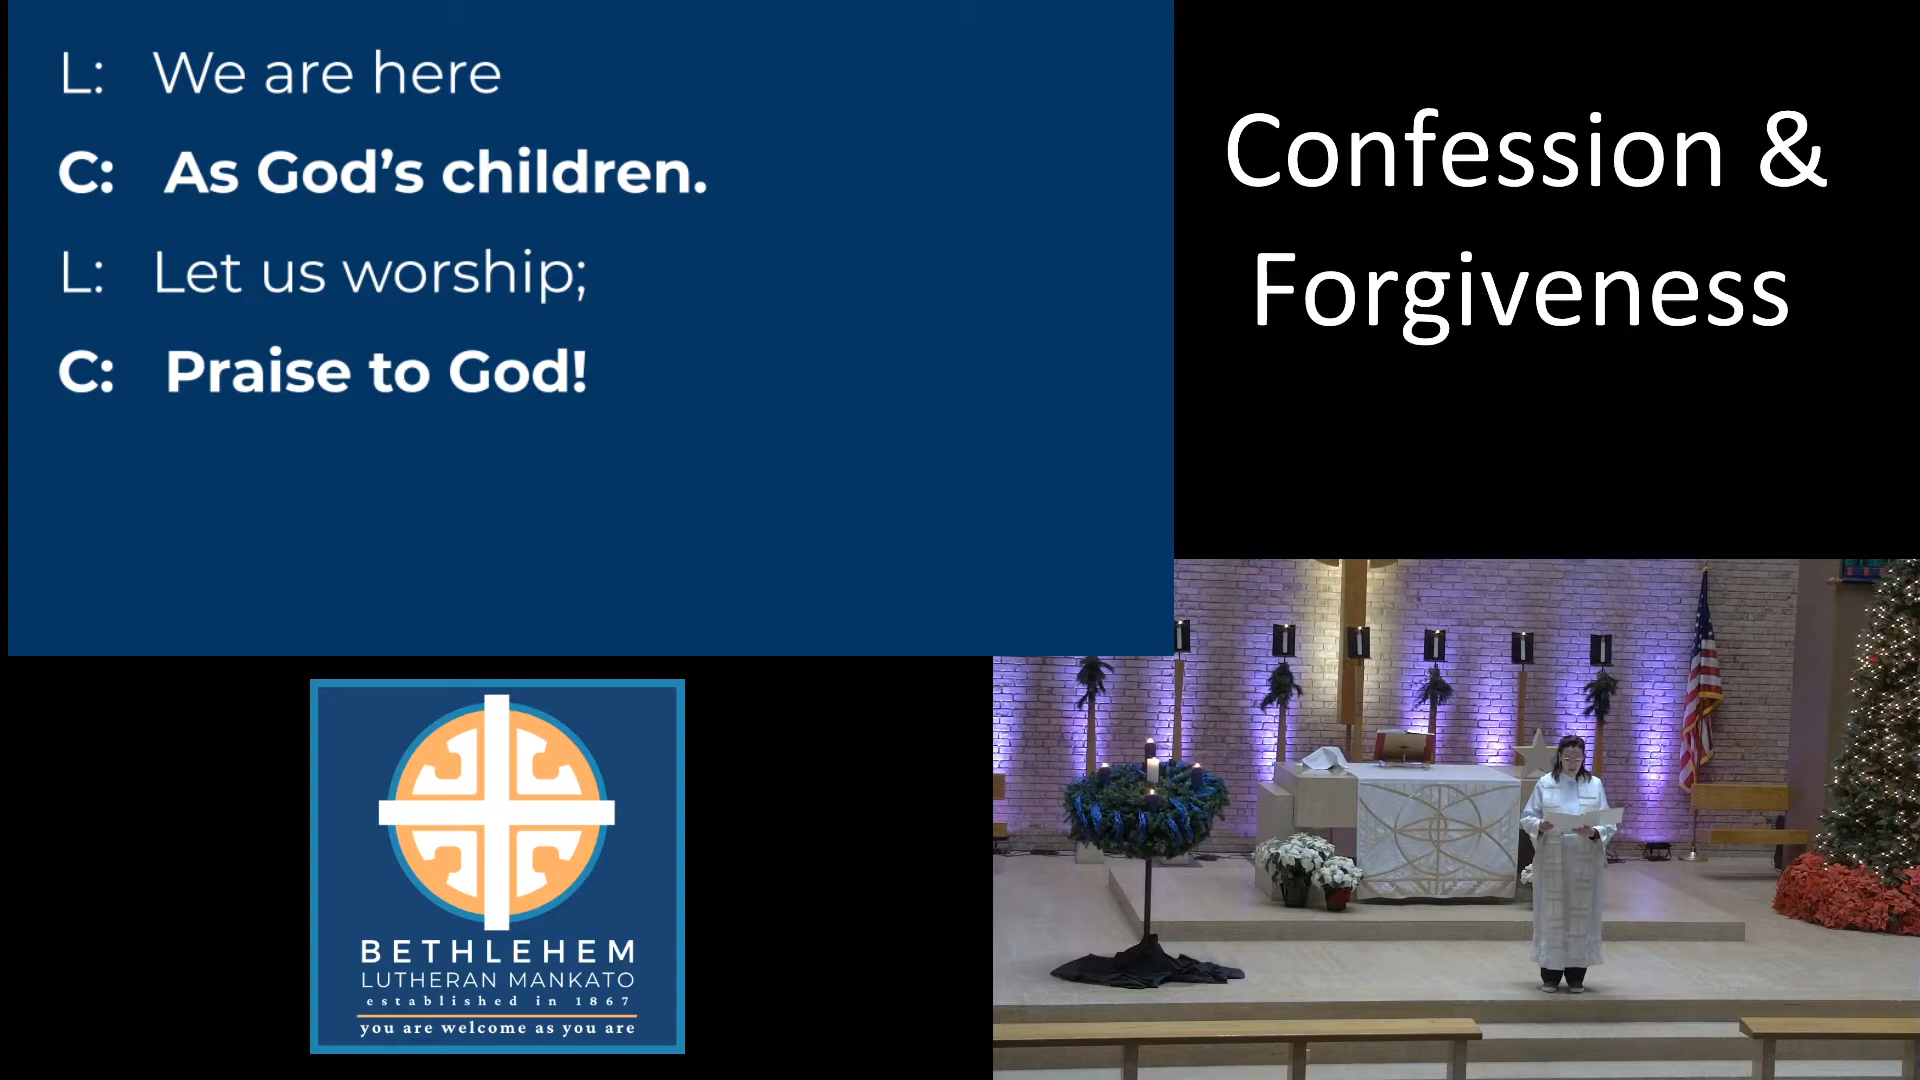 L: We are here
C: As God’s children.
L: Let us worship;
C: Praise to God!
Confession &
Forgiveness
BETHLEHEM
LUTHERAN MANKATO
established in 1867
you are welcome as you are